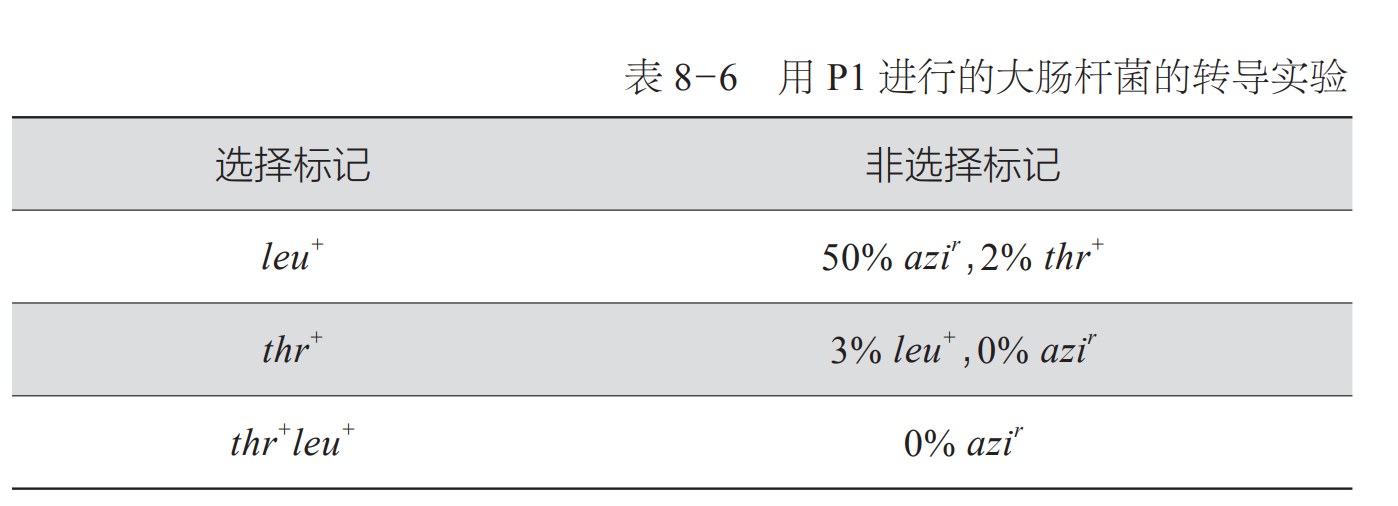 表 8-6 用 P1 进行的大肠杆菌的转导实验
选择标记 非选择标记
leu⁺ 50% aziʳ,2% thr⁺
thr⁺ 3% leu⁺,0% aziʳ
thr⁺leu⁺ 0% aziʳ